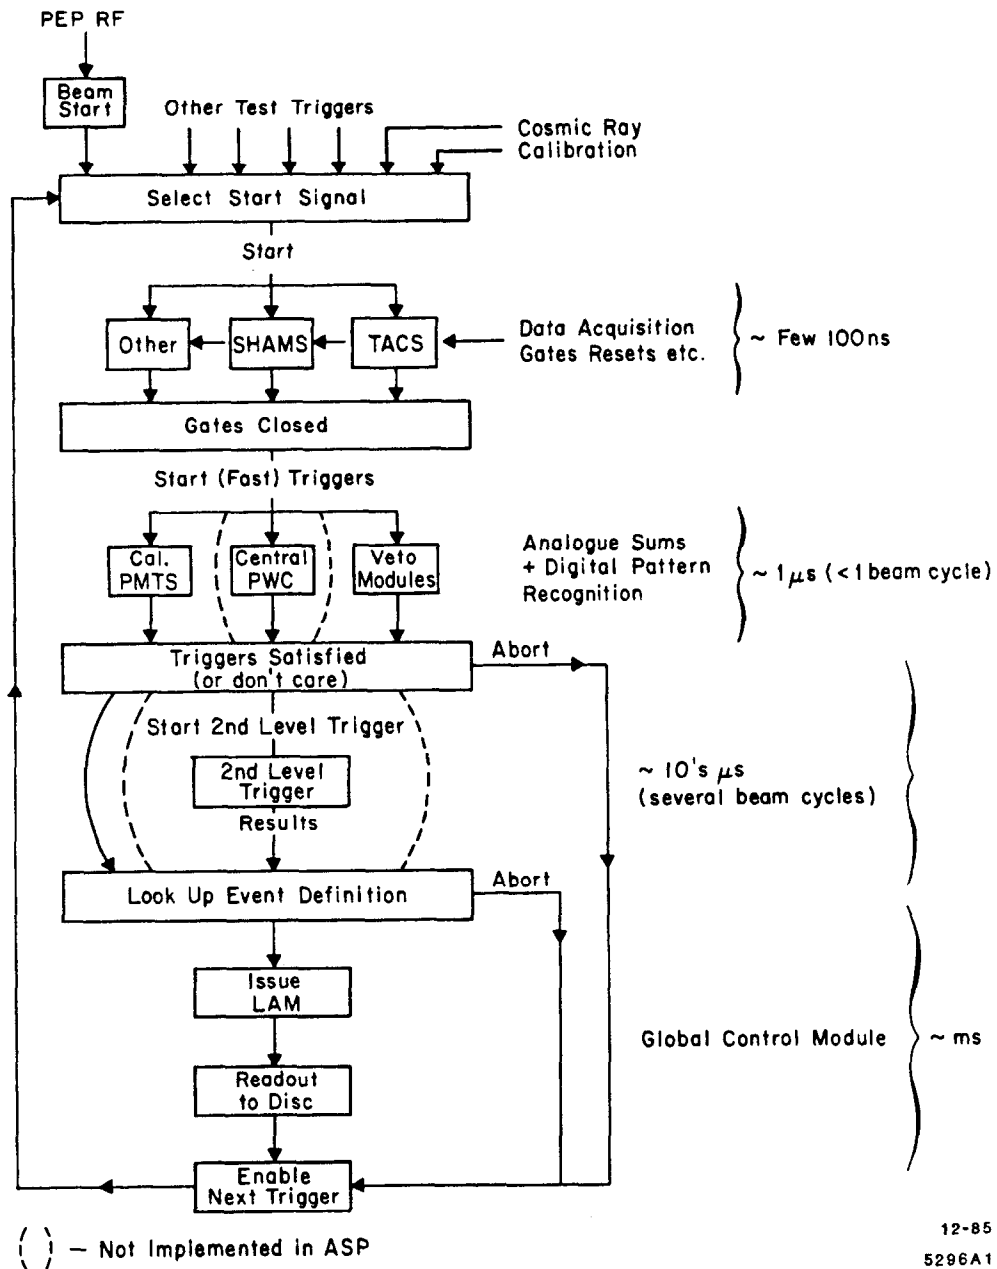 PEP RF
Beam
Start
Other Test Triggers
Cosmic Ray
Calibration
Select Start Signal
Start
Other
SHAMS
TACS
Data Acquisition
Gates Resets etc.
~ Few 100ns
Gates Closed
Start (Fast) Triggers
Cal.
PMTS
Central
PWC
Veto
Modules
Analogue Sums
+ Digital Pattern
Recognition
~ 1 μs (<1 beam cycle)
Triggers Satisfied
(or don't care)
Abort
Start 2nd Level Trigger
2nd Level
Trigger
Results
~ 10's μs
(several beam cycles)
Look Up Event Definition
Abort
Issue
LAM
Readout
to Disc
Global Control Module
~ ms
Enable
Next Trigger
( ) – Not Implemented in ASP
12-85
5296A1